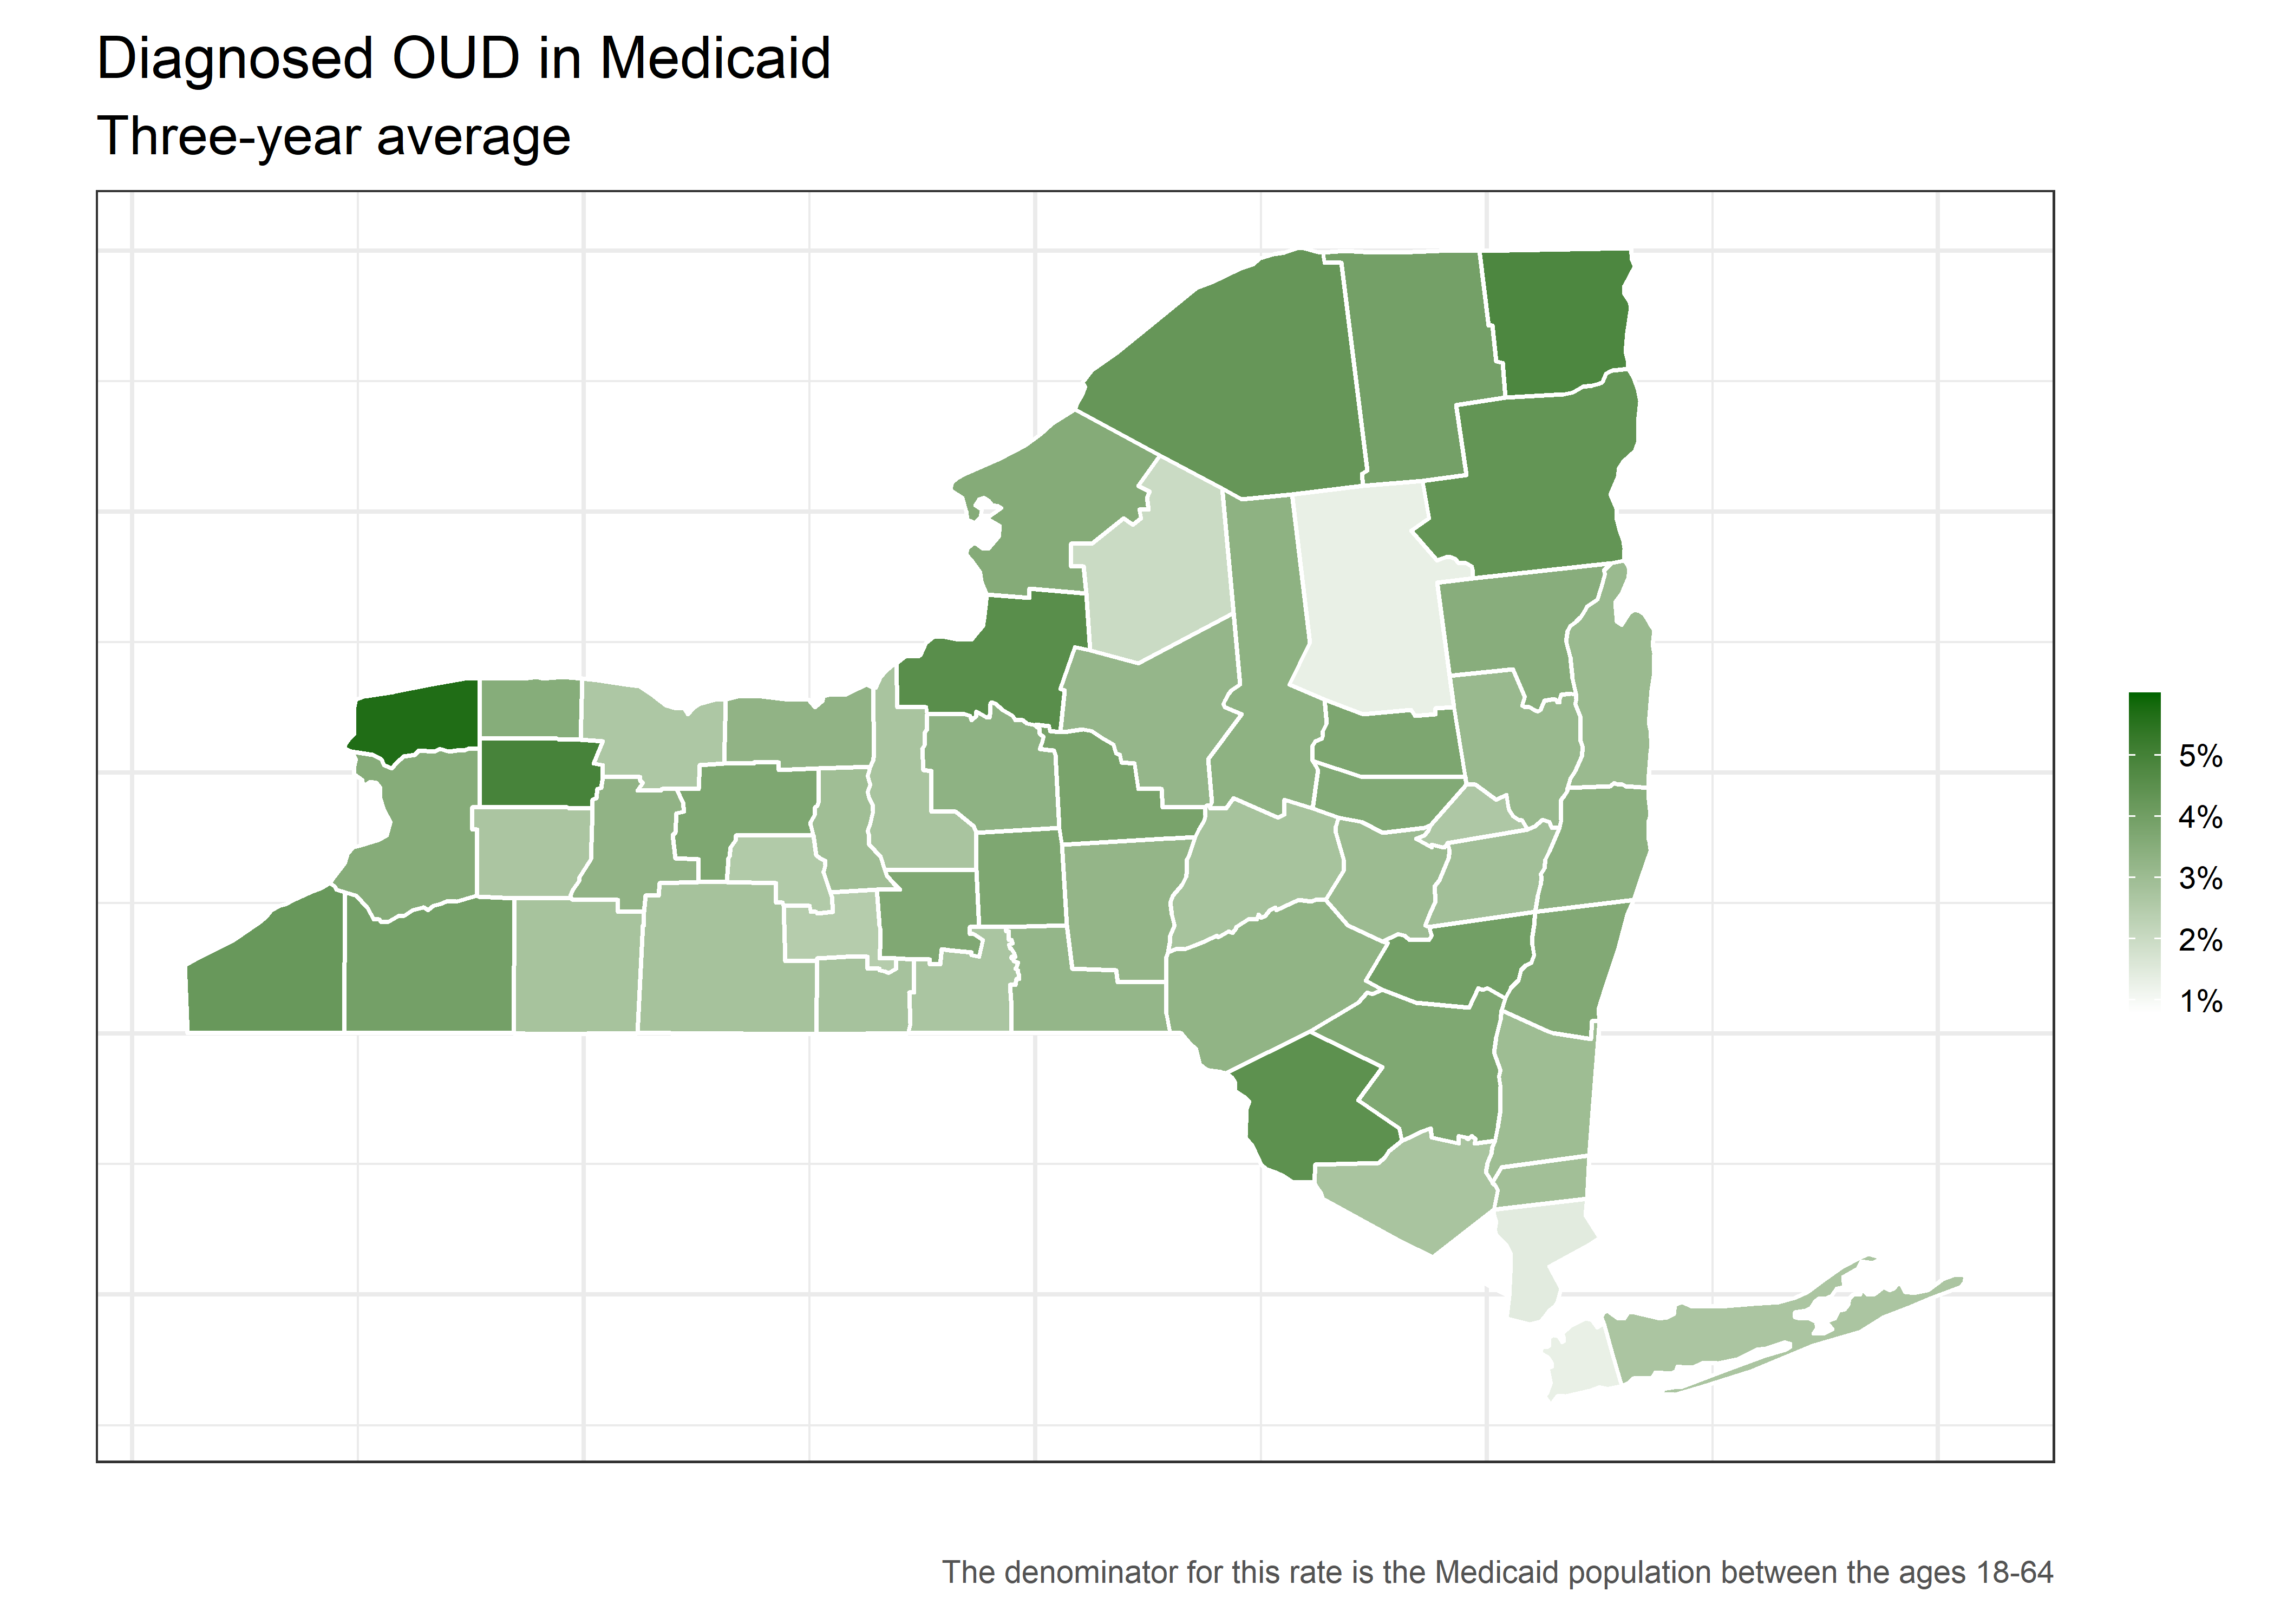 Diagnosed OUD in Medicaid
Three-year average
5%
4%
3%
2%
1%
The denominator for this rate is the Medicaid population between the ages 18-64